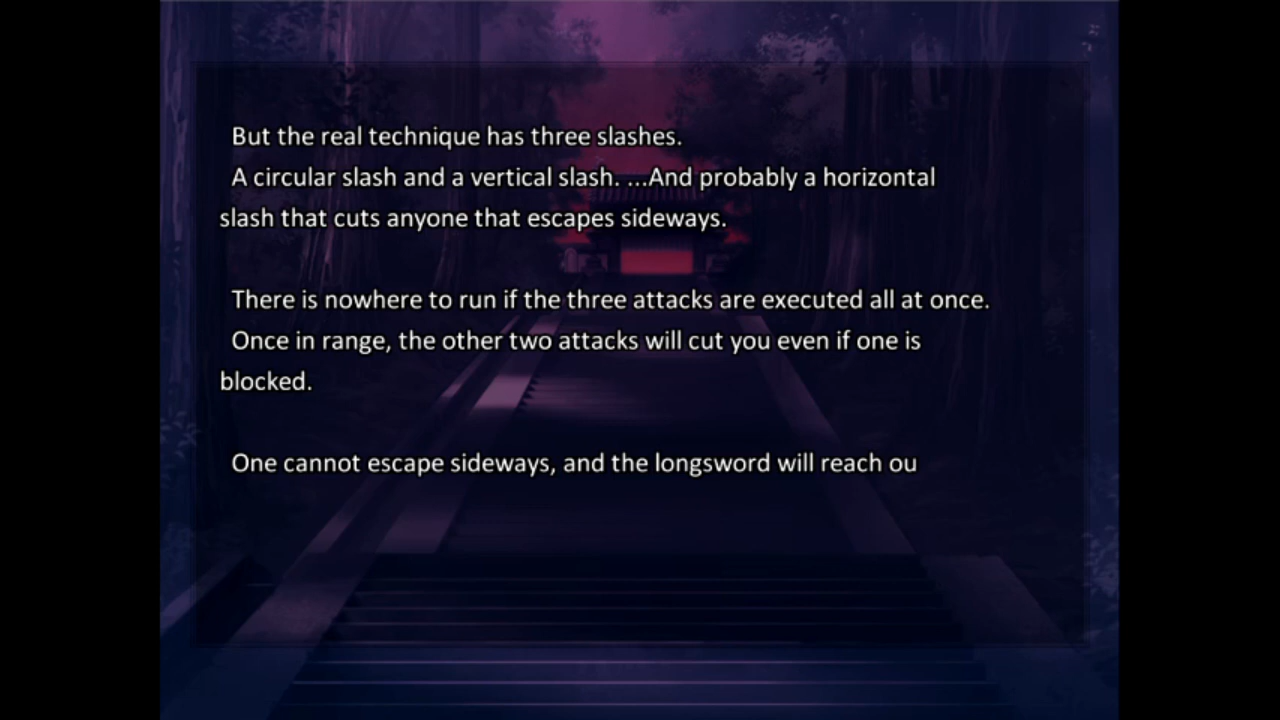 But the real technique has three slashes.
A circular slash and a vertical slash. ...And probably a horizontal
slash that cuts anyone that escapes sideways.
There is nowhere to run if the three attacks are executed all at once.
Once in range, the other two attacks will cut you even if one is
blocked.
One cannot escape sideways, and the longsword will reach ou